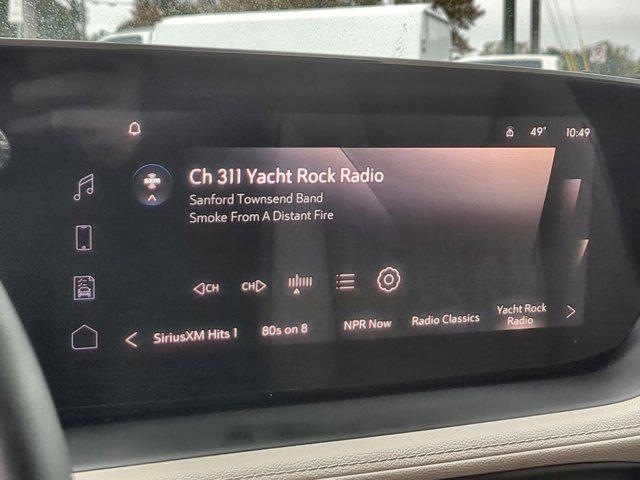 49° 10:49
sxm
Ch 311 Yacht Rock Radio
Sanford Townsend Band
Smoke From A Distant Fire
CH CH
SiriusXM Hits 1 80s on 8 NPR Now Radio Classics Yacht Rock
Radio